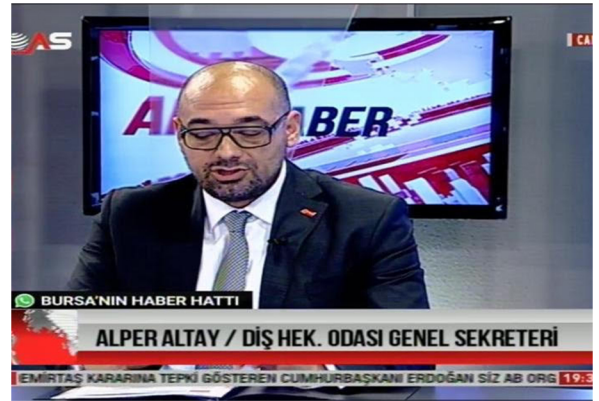 AS
CA
HABER
BURSA'NIN HABER HATTI
ALPER ALTAY / DİŞ HEK. ODASI GENEL SEKRETERİ
EMİRTAŞ KARARINA TEPKİ GÖSTEREN CUMHURBAŞKANI ERDOĞAN SİZ AB ORG 19:3